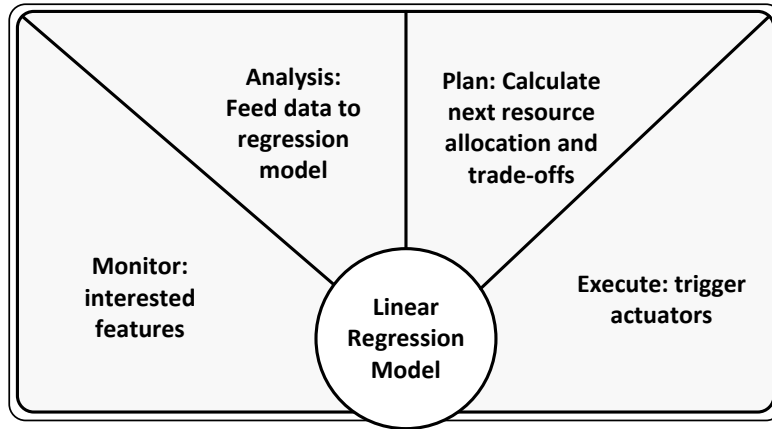 Monitor:
interested
features
Analysis:
Feed data to
regression
model
Plan: Calculate
next resource
allocation and
trade-offs
Execute: trigger
actuators
Linear
Regression
Model